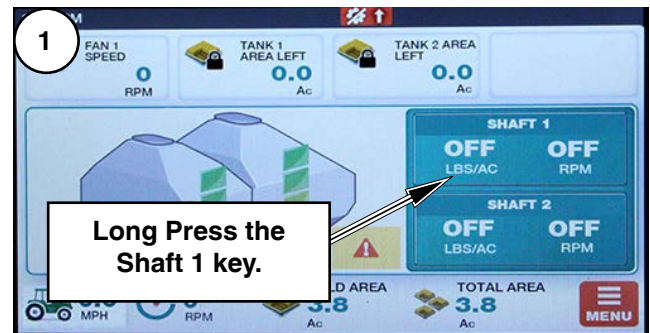 1
FAN 1
SPEED
0
RPM
TANK 1
AREA LEFT
0.0
Ac
TANK 2 AREA
LEFT
0.0
Ac
SHAFT 1
OFF OFF
LBS/AC RPM
SHAFT 2
OFF OFF
LBS/AC RPM
Long Press the
Shaft 1 key.
MPH
RPM
AREA
3.8
Ac
TOTAL AREA
3.8
Ac
MENU